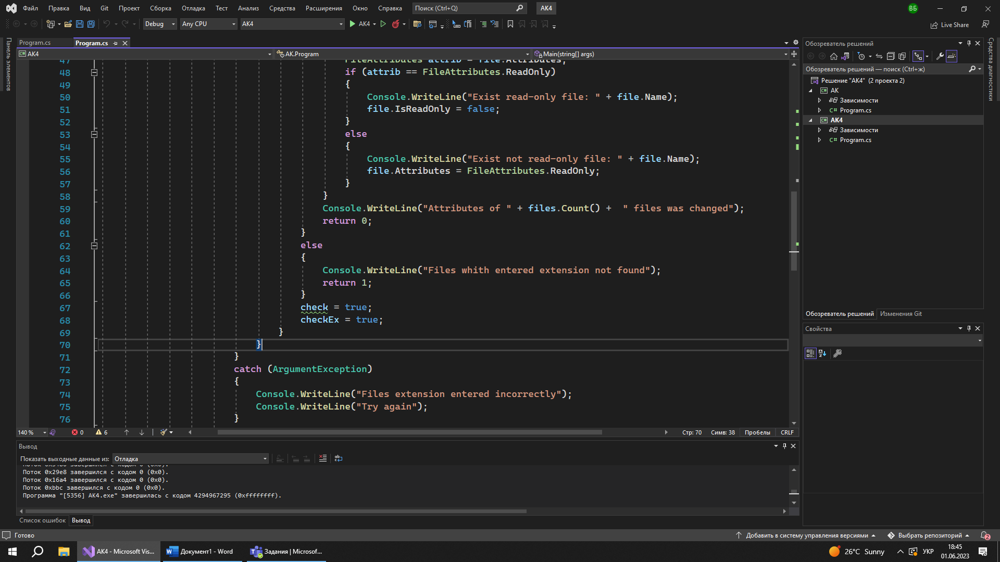 Файл Правка Вид Git Проект Сборка Отладка Тест Анализ Средства Расширения Окно Справка Поиск (Ctrl+Q) AK4 ВБ
Debug Any CPU AK4 AK4 Live Share
Панель элементов
Program.cs Program.cs
AK4 AK.Program Main(string[] args)
47 FileAttributes attrib = file.Attributes;
48 if (attrib == FileAttributes.ReadOnly)
49 {
50 Console.WriteLine("Exist read-only file: " + file.Name);
51 file.IsReadOnly = false;
52 }
53 else
54 {
55 Console.WriteLine("Exist not read-only file: " + file.Name);
56 file.Attributes = FileAttributes.ReadOnly;
57 }
58 }
59 Console.WriteLine("Attributes of " + files.Count() + " files was changed");
60 return 0;
61 }
62 else
63 {
64 Console.WriteLine("Files whith entered extension not found");
65 return 1;
66 }
67 check = true;
68 checkEx = true;
69 }
70 }
71 }
72 catch (ArgumentException)
73 {
74 Console.WriteLine("Files extension entered incorrectly");
75 Console.WriteLine("Try again");
76 }
140 % 0 6 Стр: 70 Симв: 38 Пробелы CRLF
Вывод
Показать выходные данные из: Отладка
Поток 0x29e8 завершился с кодом 0 (0x0).
Поток 0x16a4 завершился с кодом 0 (0x0).
Поток 0xbbc завершился с кодом 0 (0x0).
Программа "[5356] AK4.exe" завершилась с кодом 4294967295 (0xffffffff).
Список ошибок Вывод
Обозреватель решений
Обозреватель решений — поиск (Ctrl+ж)
Решение "AK4" (2 проекта 2)
AK
Зависимости
C# Program.cs
AK4
Зависимости
C# Program.cs
Обозреватель решений Изменения Git
Свойства
Средства диагностики
Готово Добавить в систему управления версиями Выбрать репозиторий 2
AK4 - Microsoft Vis... Документ1 - Word Задания | Microsof... 26°C Sunny УКР 18:45
01.06.2023